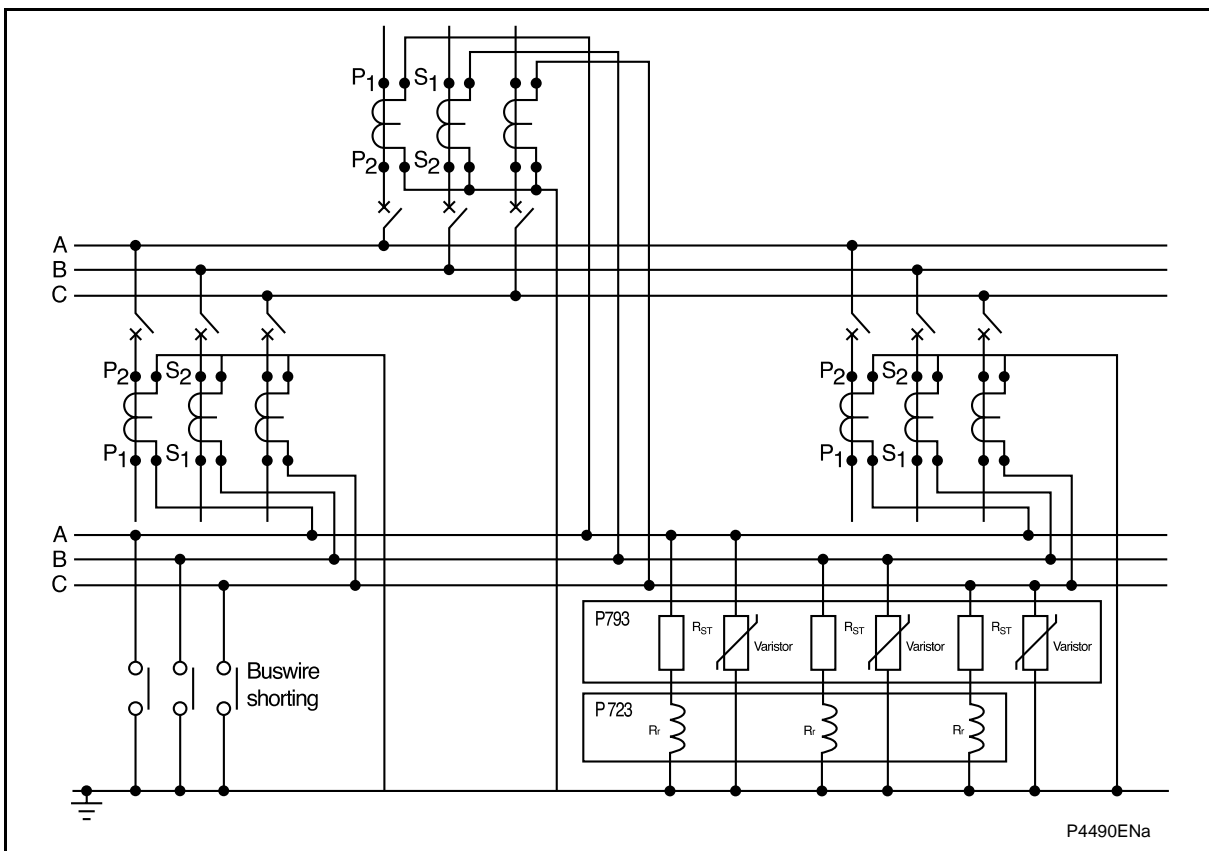 P1 S1
P2 S2
A
B
C
P2 S2 P2 S2
P1 S1 P1 S1
A
B
C
P793 RST Varistor RST Varistor RST Varistor
Buswire
shorting
P723 Rr Rr Rr
P4490ENa